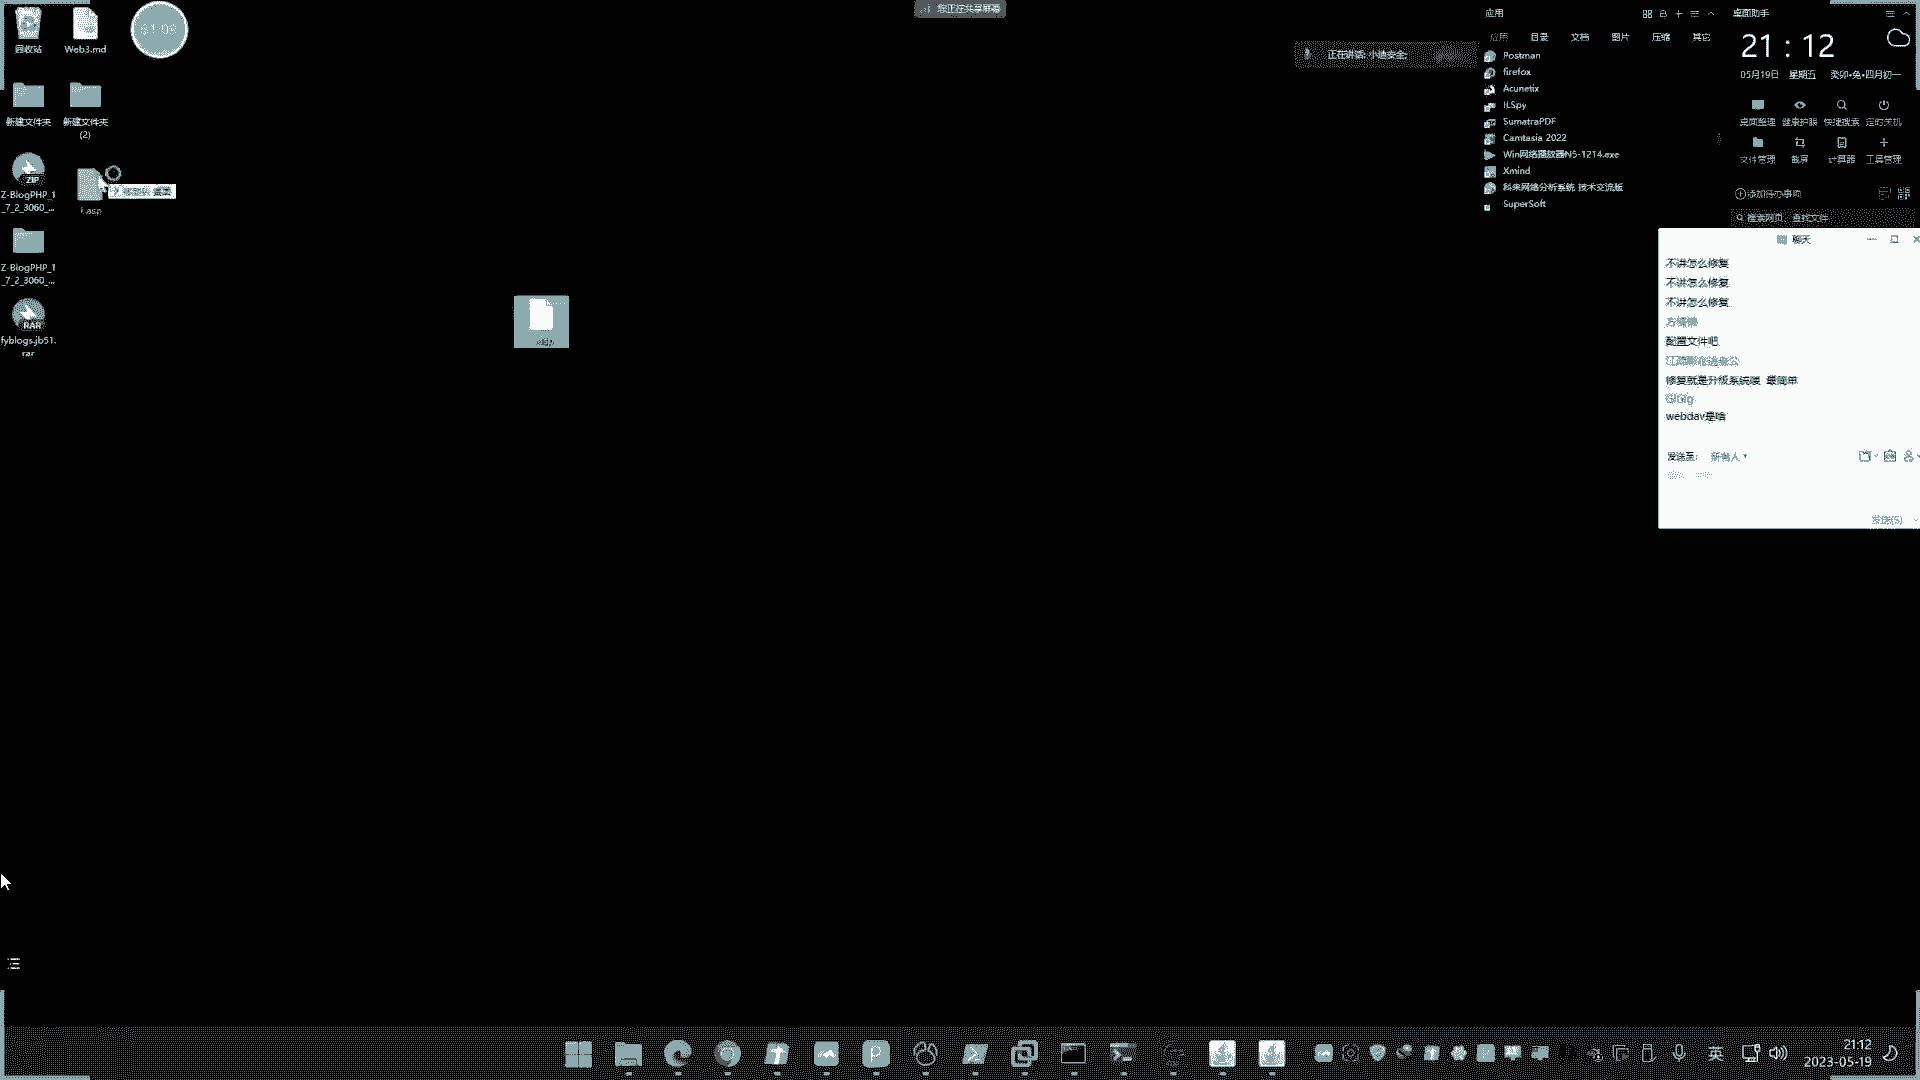 您正在共享屏幕
回收站
Web3.md
01:09
新建文件夹
新建文件夹
(2)
Z-BlogPHP_1
_7_2_3060_...
1.asp
Z-BlogPHP_1
_7_2_3060_...
fyblogs.jb51.
rar
ZIP
RAR
正在讲话: 小迪安全;
应用
应用 目录 文档 图片 压缩 其它
Postman
firefox
Acunetix
ILSpy
SumatraPDF
Camtasia 2022
Win网络播放器N5-1214.exe
Xmind
科来网络分析系统 技术交流版
SuperSoft
桌面助手
21 : 12
05月19日 星期五 癸卯•兔•四月初一
桌面整理 健康护眼 快捷搜索 定时关机
文件管理 截屏 计算器 工具管理
添加待办事项
搜索网页、查找文件
聊天
不讲怎么修复
不讲怎么修复
不讲怎么修复
配置文件吧
修复就是升级系统呗 最简单
GIGIg
webdav是啥
发送至: 所有人
发送(S)
英
21:12
2023-05-19